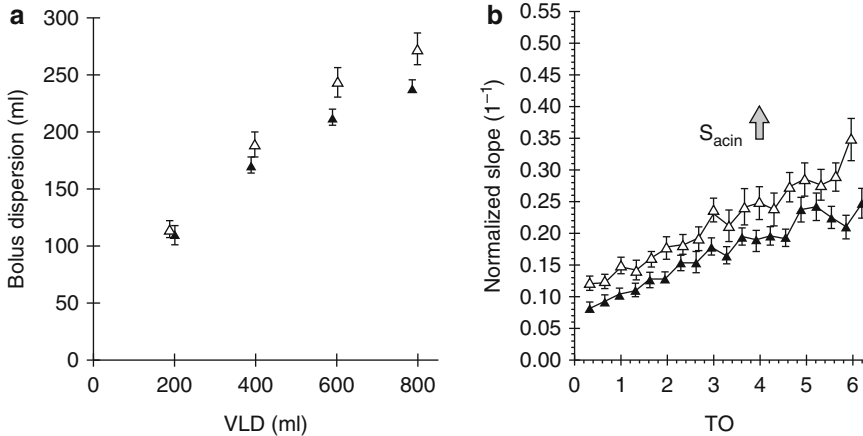 a
300
250
200
150
100
50
0
Bolus dispersion (ml)
0 200 400 600 800
VLD (ml)
b
0.55
0.50
0.45
0.40
0.35
0.30
0.25
0.20
0.15
0.10
0.05
0.00
Normalized slope (1⁻¹)
S_acin
0 1 2 3 4 5 6
TO